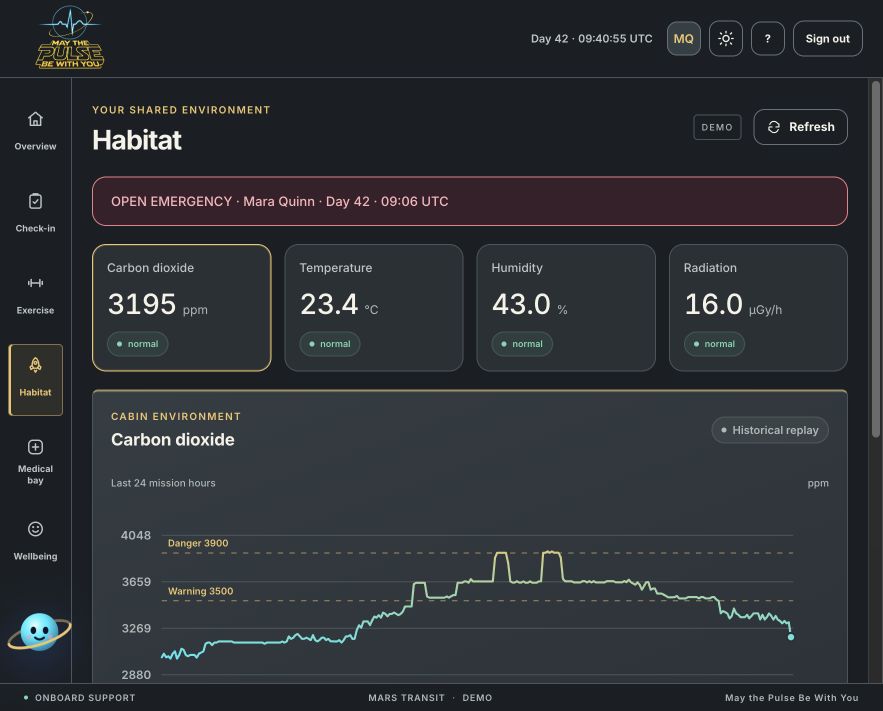 MAY THE
PULSE
BE WITH YOU
Day 42 · 09:40:55 UTC
MQ
?
Sign out
Overview
Check-in
Exercise
Habitat
Medical
bay
Wellbeing
YOUR SHARED ENVIRONMENT
Habitat
DEMO
Refresh
OPEN EMERGENCY · Mara Quinn · Day 42 · 09:06 UTC
Carbon dioxide
3195 ppm
normal
Temperature
23.4 °C
normal
Humidity
43.0 %
normal
Radiation
16.0 µGy/h
normal
CABIN ENVIRONMENT
Carbon dioxide
Historical replay
Last 24 mission hours
ppm
4048
Danger 3900
3659
Warning 3500
3269
2880
ONBOARD SUPPORT
MARS TRANSIT · DEMO
May the Pulse Be With You